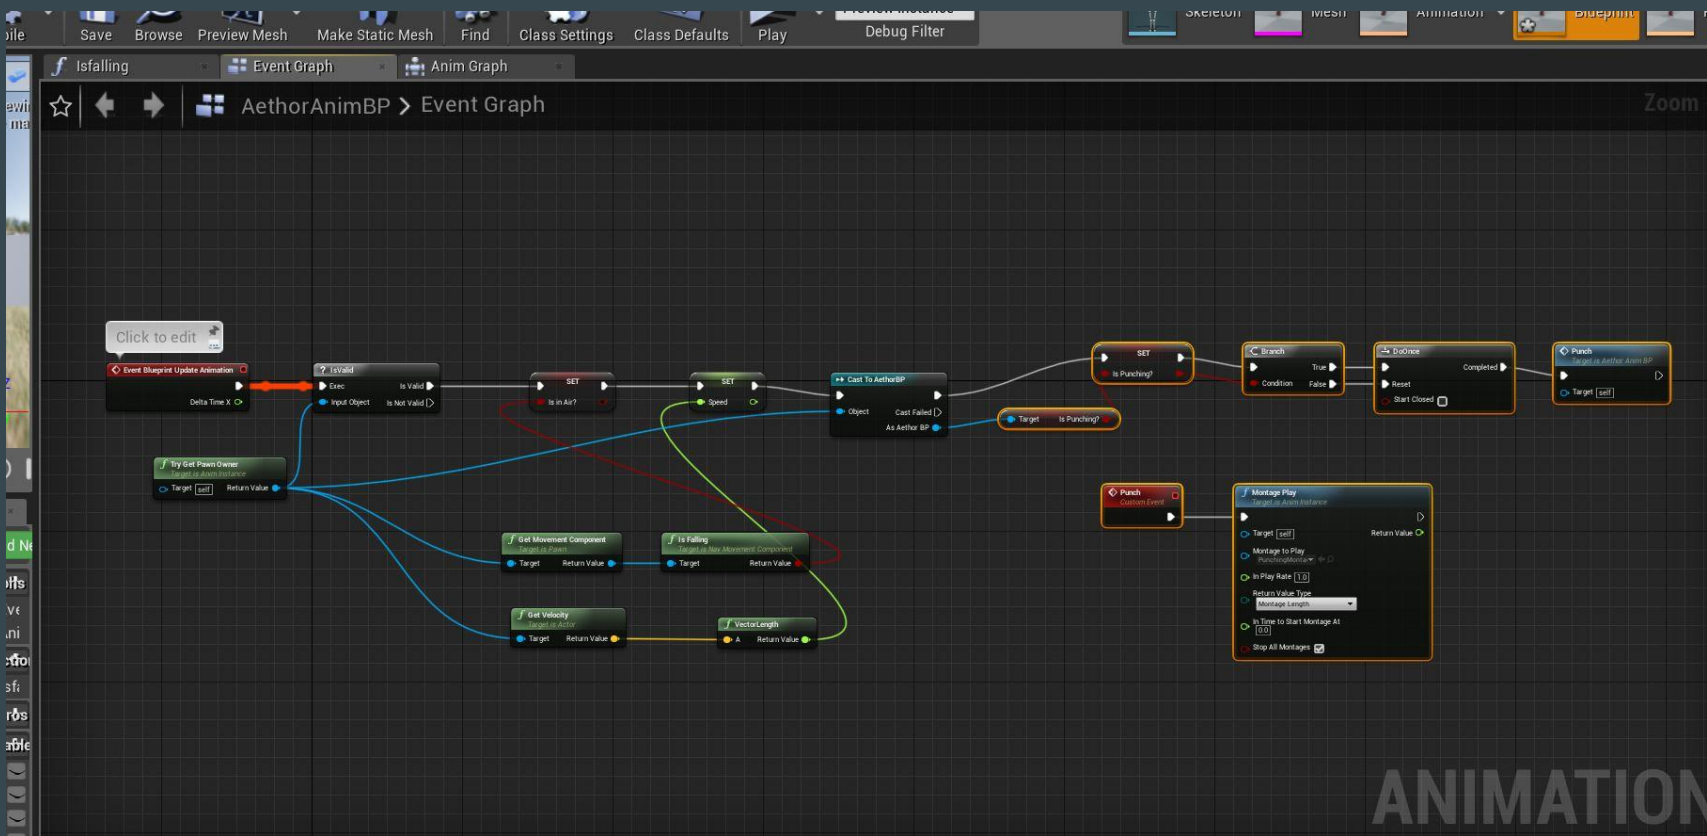 Save Browse Preview Mesh Make Static Mesh Find Class Settings Class Defaults Play
Debug Filter
Skeleton Mesh Animation Blueprint
Isfalling
Event Graph
Anim Graph
AethorAnimBP > Event Graph
Zoom
Click to edit
Event Blueprint Update Animation
Delta Time X
? IsValid
Exec Is Valid
Input Object Is Not Valid
SET
Is in Air?
SET
Speed
Cast To AethorBP
Object Cast Failed
As Aethor BP
Target Is Punching?
SET
Is Punching?
Branch
True
Condition False
DoOnce
Completed
Reset
Start Closed
Punch
Target is Aethor Anim BP
Target self
Try Get Pawn Owner
Target is Anim Instance
Target self Return Value
Get Movement Component
Target is Pawn
Target Return Value
Is Falling
Target is Nav Movement Component
Target Return Value
Get Velocity
Target is Actor
Target Return Value
VectorLength
A Return Value
Punch
Custom Event
Montage Play
Target is Anim Instance
Target self Return Value
Montage to Play
PunchingMonta
In Play Rate 1.0
Return Value Type
Montage Length
In Time to Start Montage At
0.0
Stop All Montages
ANIMATION